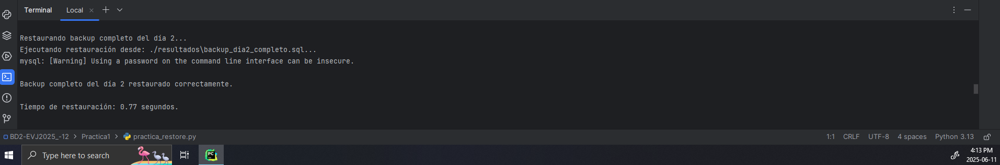 Terminal Local
Restaurando backup completo del día 2...
Ejecutando restauración desde: ./resultados\backup_dia2_completo.sql...
mysql: [Warning] Using a password on the command line interface can be insecure.
Backup completo del día 2 restaurado correctamente.
Tiempo de restauración: 0.77 segundos.
BD2-EVJ2025_-12 > Practica1 > practica_restore.py 1:1 CRLF UTF-8 4 spaces Python 3.13
Type here to search
PC
4:13 PM
2025-06-11